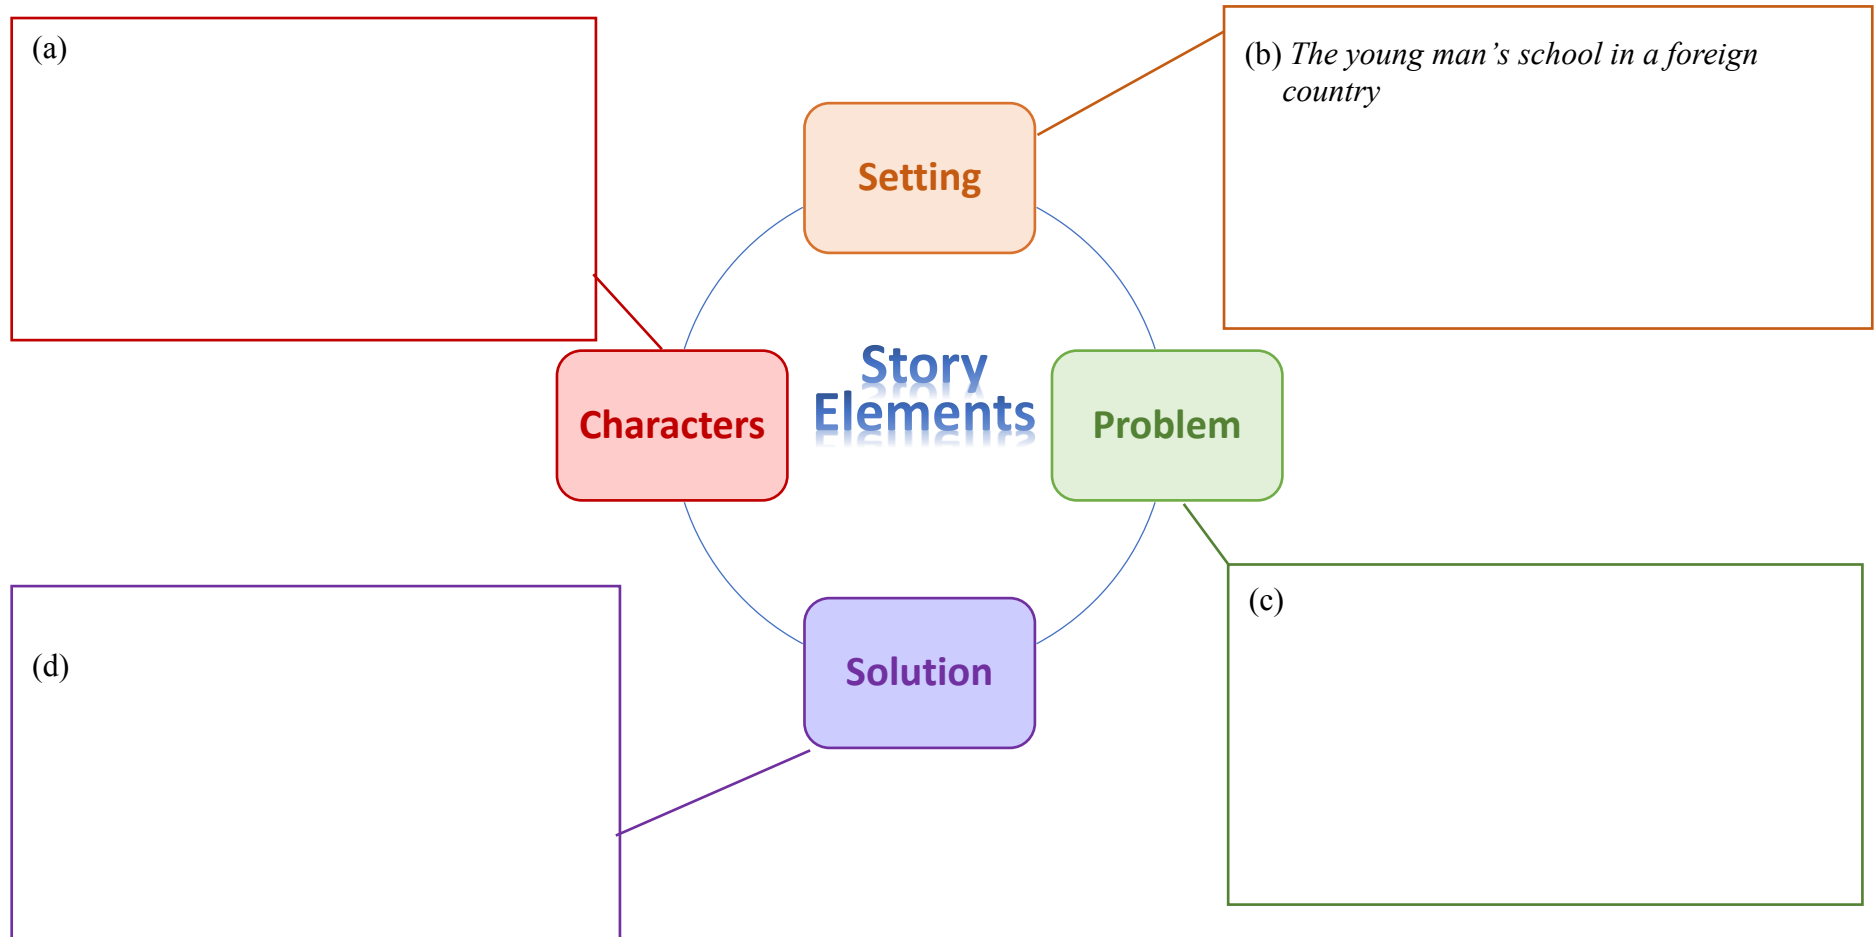 (a)
(b) The young man’s school in a foreign
country
Setting
Story
Elements
Characters
Problem
(c)
Solution
(d)